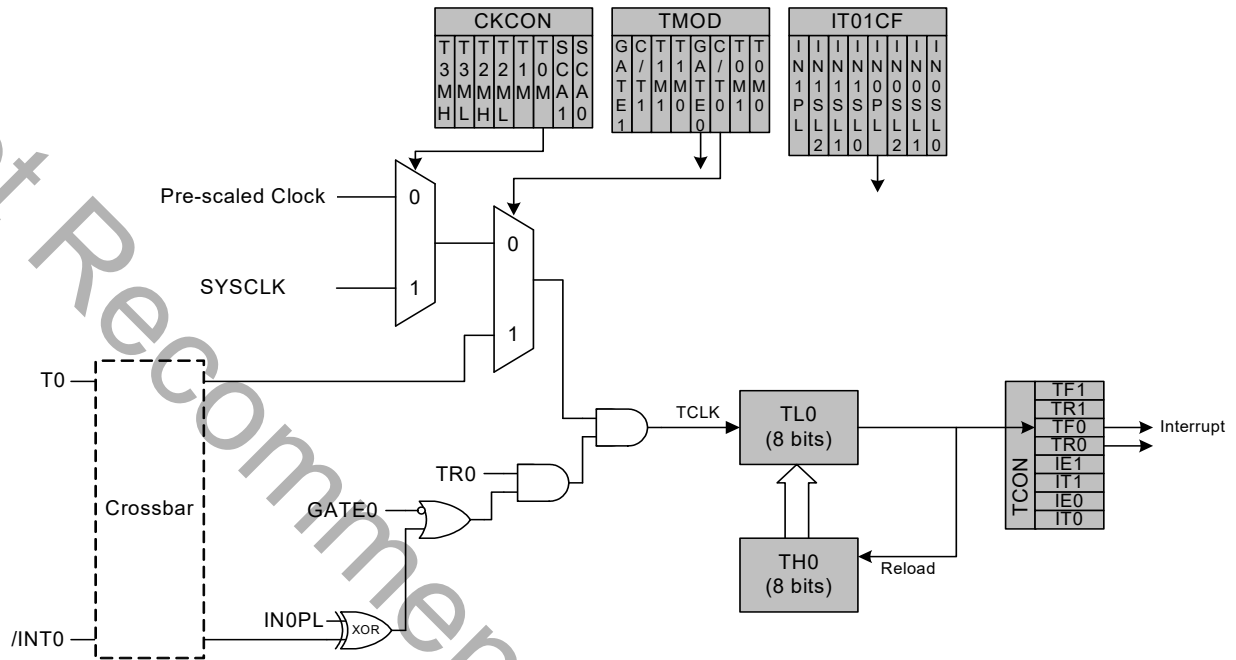 CKCON
T3MH T3ML T2MH T2ML T1M T0M SCA1 SCA0
TMOD
GATE1 C/T1 T1M1 T1M0 GATE0 C/T0 T0M1 T0M0
IT01CF
IN1PL IN1SL2 IN1SL1 IN1SL0 IN0PL IN0SL2 IN0SL1 IN0SL0
Pre-scaled Clock
0
SYSCLK
1
0
1
T0
Crossbar
/INT0
TR0
GATE0
IN0PL
XOR
TCLK
TL0
(8 bits)
TH0
(8 bits)
Reload
TCON
TF1
TR1
TF0
TR0
IE1
IT1
IE0
IT0
Interrupt
t Recommen